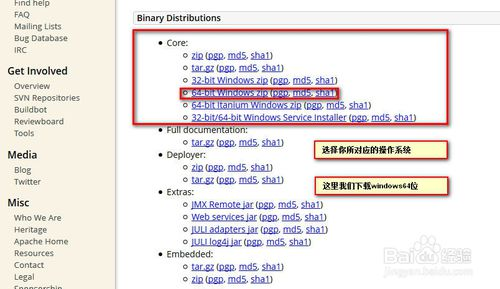 Find help
FAQ
Mailing Lists
Bug Database
IRC
Get Involved
Overview
SVN Repositories
Buildbot
Reviewboard
Tools
Media
Blog
Twitter
Misc
Who We Are
Heritage
Apache Home
Resources
Contact
Legal
Binary Distributions
Core:
zip (pgp, md5, sha1)
tar.gz (pgp, md5, sha1)
32-bit Windows zip (pgp, md5, sha1)
64-bit Windows zip (pgp, md5, sha1)
64-bit Itanium Windows zip (pgp, md5, sha1)
32-bit/64-bit Windows Service Installer (pgp, md5, sha1)
Full documentation:
tar.gz (pgp, md5, sha1)
选择你所对应的操作系统
Deployer:
zip (pgp, md5, sha1)
tar.gz (pgp, md5, sha1)
这里我们下载windows64位
Extras:
JMX Remote jar (pgp, md5, sha1)
Web services jar (pgp, md5, sha1)
JULI adapters jar (pgp, md5, sha1)
JULI log4j jar (pgp, md5, sha1)
Embedded:
tar.gz (pgp, md5, sha1)
zip (pgp, md5, sha1)
Baidu 经验
jingyan.baidu.com